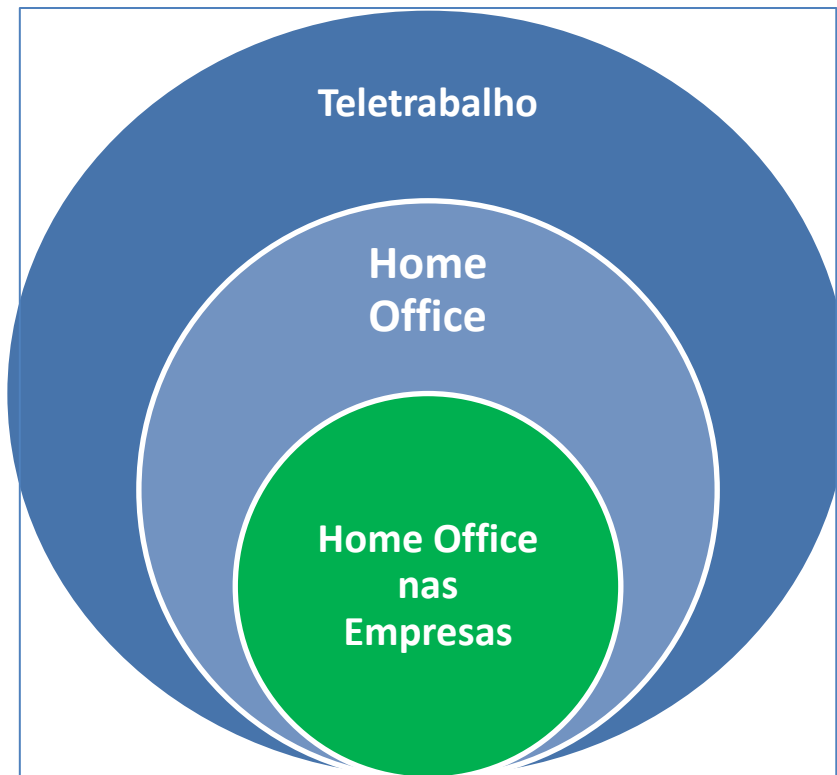 Teletrabalho
Home
Office
Home Office
nas
Empresas